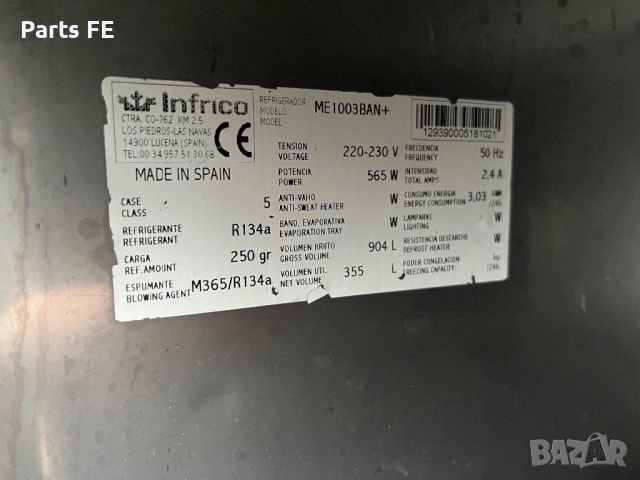 Parts FE
Infrico
CTRA. CO-762 KM 2.5
LOS PIEDROS-LAS NAVAS
14900 LUCENA (SPAIN)
TEL: 00 34 957 51 30 68
CE
MADE IN SPAIN
CASE
CLASS
5
REFRIGERANTE
REFRIGERANT
R134a
CARGA
REF.AMOUNT
250 gr
ESPUMANTE
BLOWING AGENT
M365/R134a
REFRIGERADOR
MODELO
MODEL
ME1003BAN+
TENSION
VOLTAGE
220-230 V
POTENCIA
POWER
565 W
ANTI-VAHO
ANTI-SWEAT HEATER
W
BAND. EVAPORATIVA
EVAPORATION TRAY
W
VOLUMEN BRUTO
GROSS VOLUME
904 L
VOLUMEN UTIL
NET VOLUME
355 L
129390005181021
FRECUENCIA
FREQUENCY
50 Hz
INTENSIDAD
TOTAL AMPS
2,4 A
CONSUMO ENERGIA
ENERGY CONSUMPTION
3,03 kWh
/24h
LAMPARAS
LIGHTING
W
RESISTENCIA DESCARCHE
DEFROST HEATER
W
PODER CONGELACION
FREEZING CAPACITY
kg
/24h
BAZAR